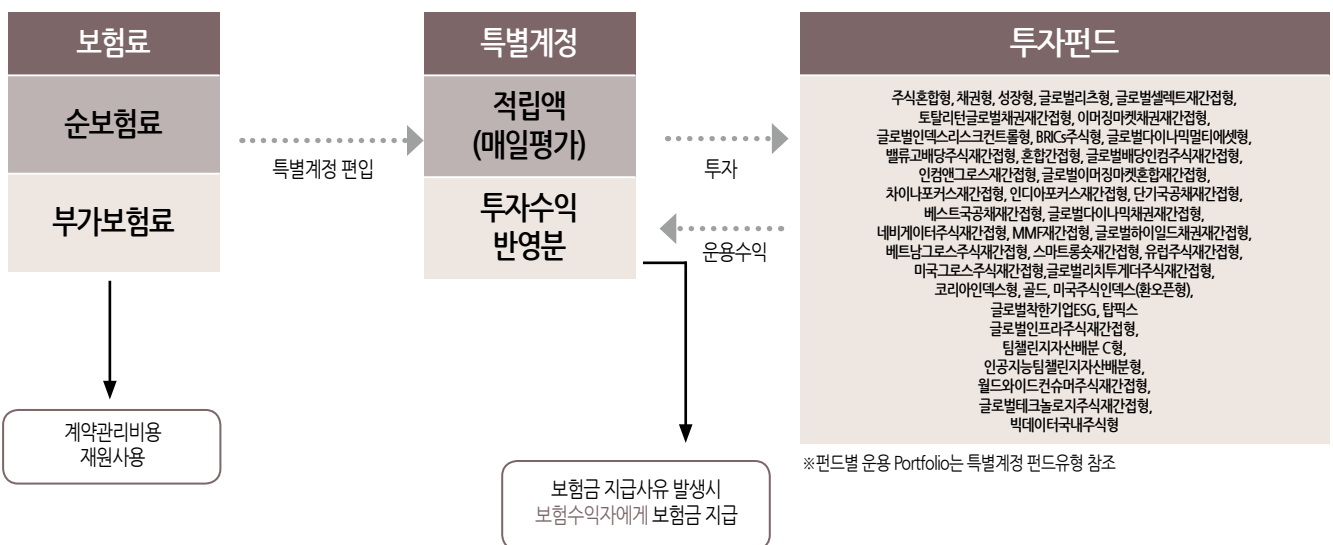 보험료
순보험료
부가보험료
특별계정 편입
계약관리비용
재원사용
특별계정
적립액
(매일평가)
투자수익
반영분
투자
운용수익
보험금 지급사유 발생시
보험수익자에게 보험금 지급
투자펀드
주식혼합형, 채권형, 성장형, 글로벌리츠형, 글로벌셀렉트재간접형,
토탈리턴글로벌채권재간접형, 이머징마켓채권재간접형,
글로벌인덱스리스크컨트롤형, BRICs주식형, 글로벌다이나믹멀티에셋형,
밸류고배당주식재간접형, 혼합간접형, 글로벌배당인컴주식재간접형,
인컴앤그로스재간접형, 글로벌이머징마켓혼합재간접형,
차이나포커스재간접형, 인디아포커스재간접형, 단기국공채재간접형,
베스트국공채재간접형, 글로벌다이나믹채권재간접형,
네비게이터주식재간접형, MMF재간접형, 글로벌하이일드채권재간접형,
베트남그로스주식재간접형, 스마트롱숏재간접형, 유럽주식재간접형,
미국그로스주식재간접형,글로벌리치투게더주식재간접형,
코리아인덱스형, 골드, 미국주식인덱스(환오픈형),
글로벌착한기업ESG, 탑픽스
글로벌인프라주식재간접형,
팀챌린지자산배분 C형,
인공지능팀챌린지자산배분형,
월드와이드컨슈머주식재간접형,
글로벌테크놀로지주식재간접형,
빅데이터국내주식형
※펀드별 운용 Portfolio는 특별계정 펀드유형 참조